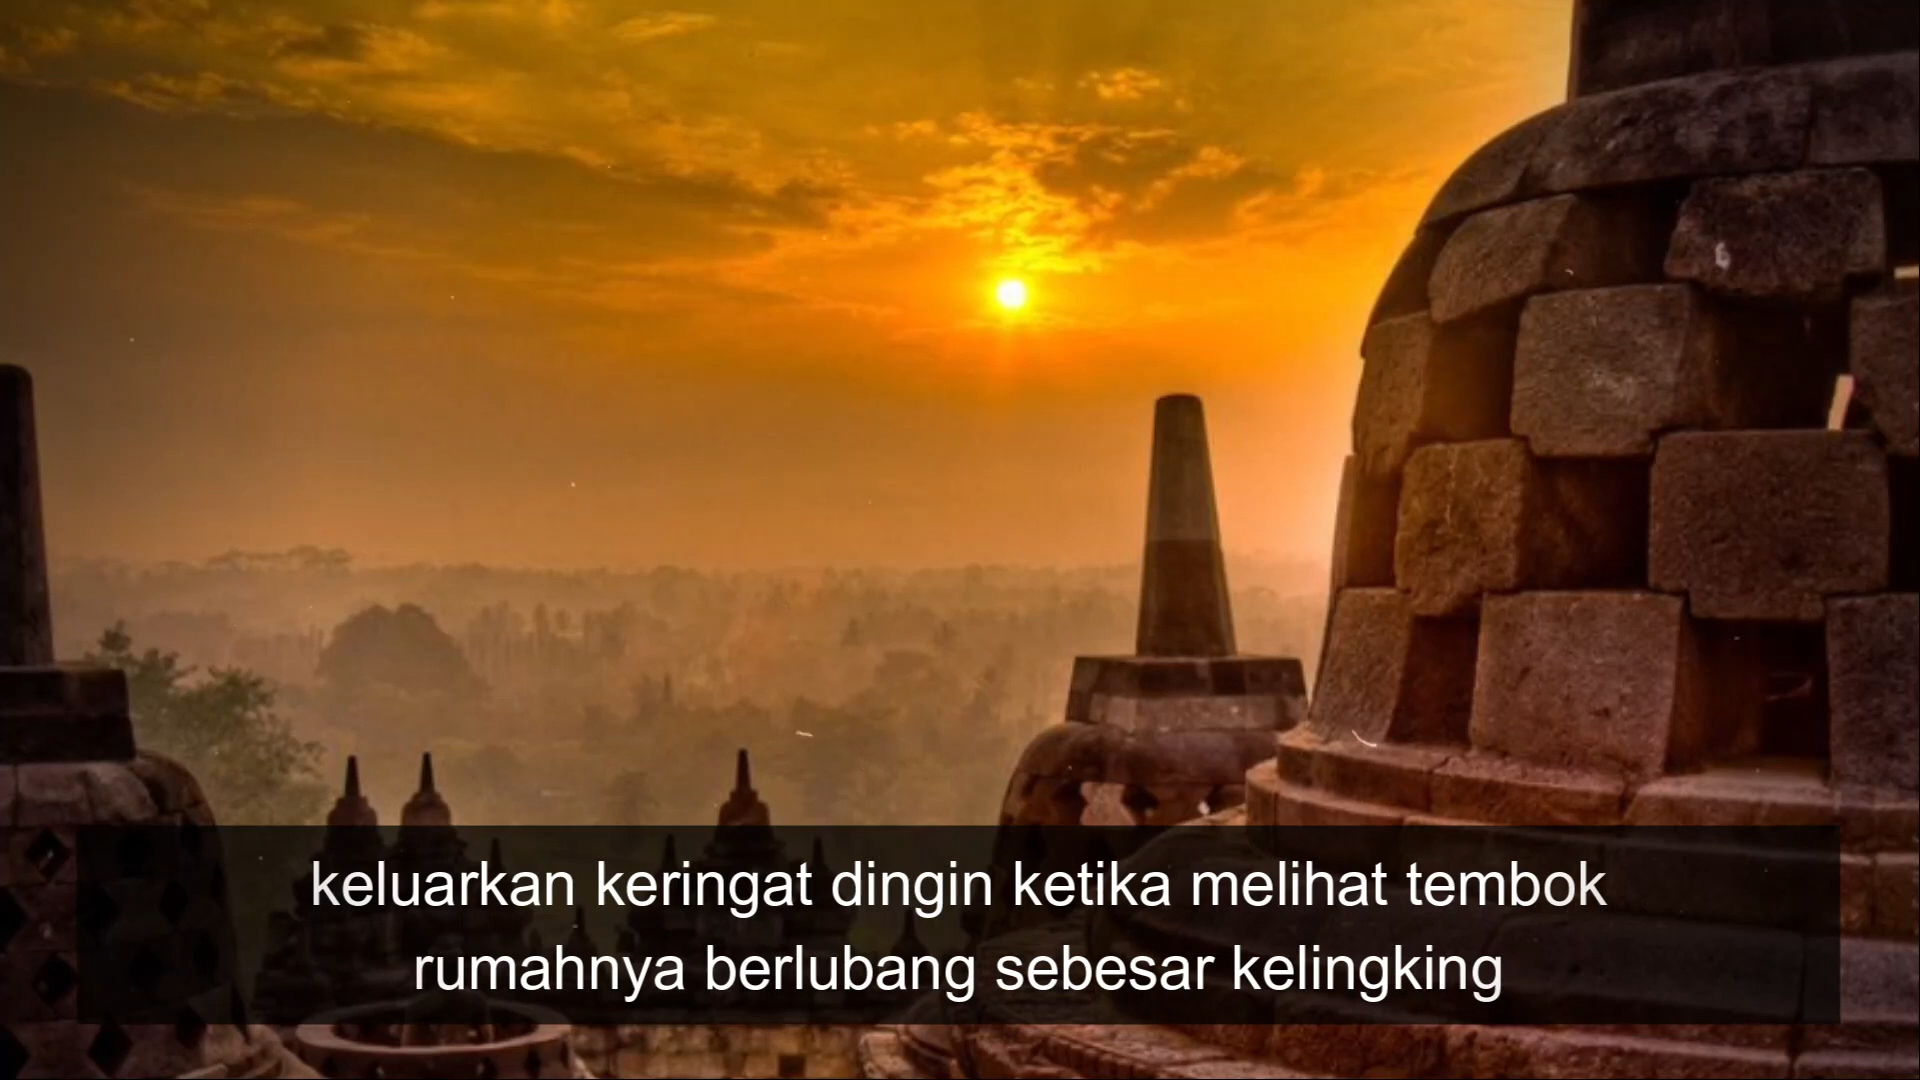 keluarkan keringat dingin ketika melihat tembok
rumahnya berlubang sebesar kelingking